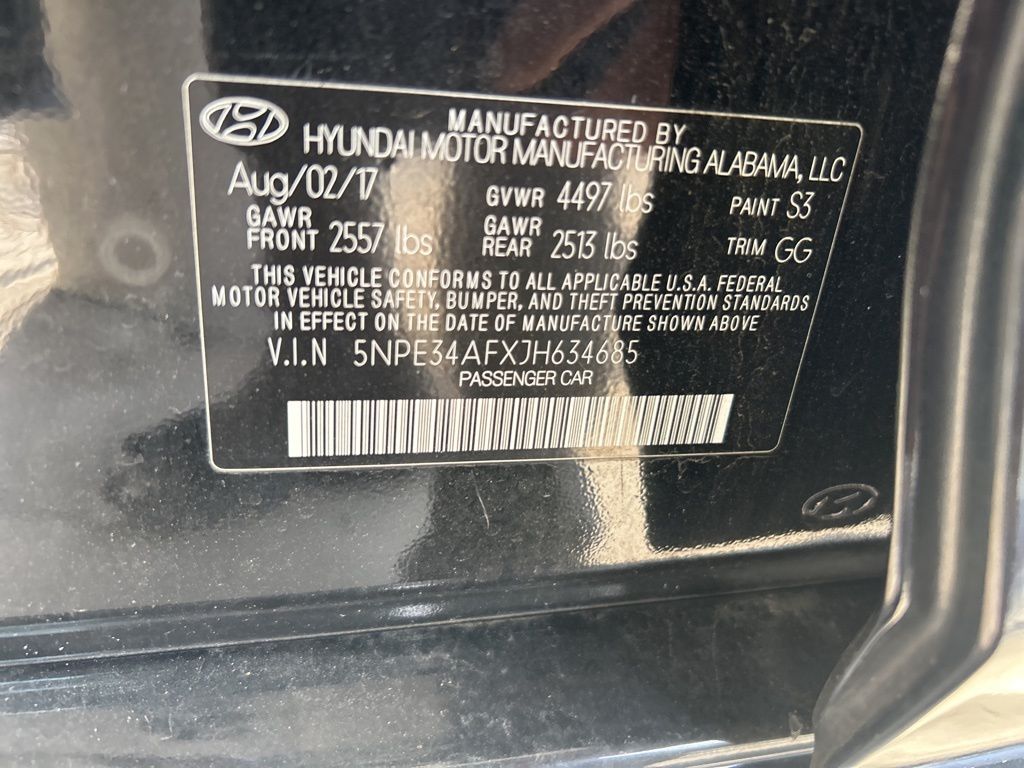 MANUFACTURED BY
HYUNDAI MOTOR MANUFACTURING ALABAMA, LLC
Aug/02/17 GVWR 4497 lbs PAINT S3
GAWR FRONT 2557 lbs GAWR REAR 2513 lbs TRIM GG
THIS VEHICLE CONFORMS TO ALL APPLICABLE U.S.A. FEDERAL
MOTOR VEHICLE SAFETY, BUMPER, AND THEFT PREVENTION STANDARDS
IN EFFECT ON THE DATE OF MANUFACTURE SHOWN ABOVE
V.I.N 5NPE34AFXJH634685
PASSENGER CAR